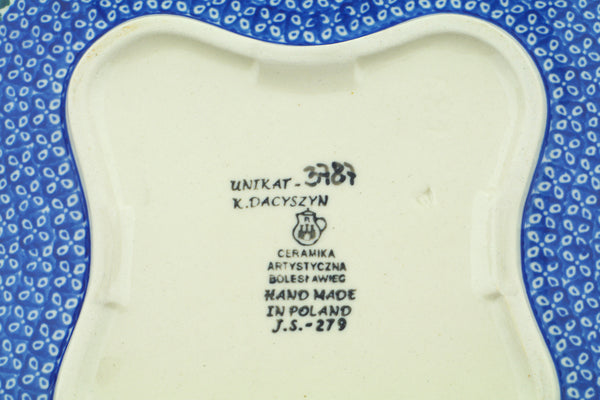 UNIKAT - 3787
K. DACYSZYN
CERAMIKA
ARTYSTYCZNA
BOLESŁAWIEC
HAND MADE
IN POLAND
J.S.-279